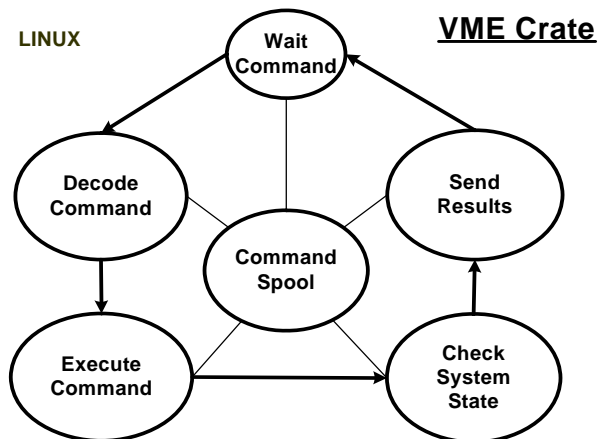 LINUX
VME Crate
Wait
Command
Decode
Command
Send
Results
Command
Spool
Execute
Command
Check
System
State